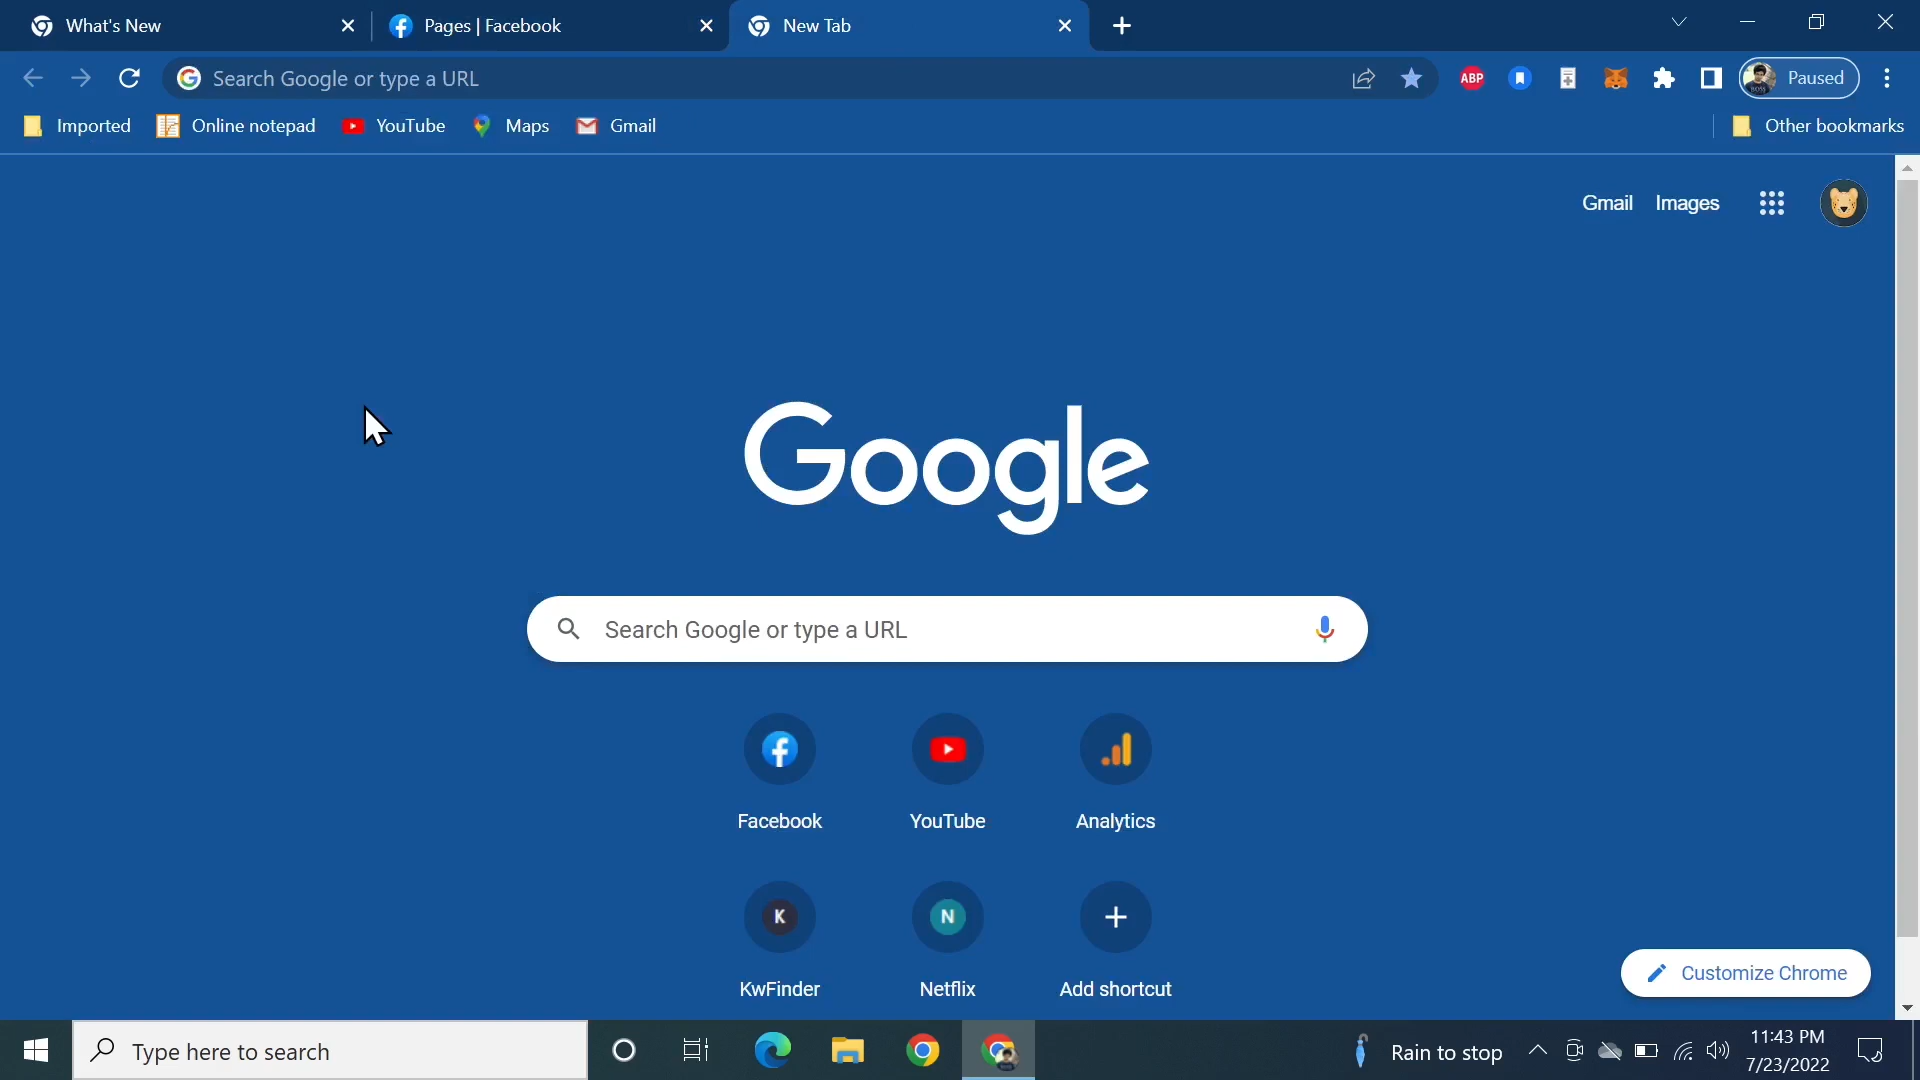 What's New
Pages | Facebook
New Tab
Search Google or type a URL
ABP
Paused
Imported
Online notepad
YouTube
Maps
Gmail
Other bookmarks
Gmail
Images
Google
Search Google or type a URL
Facebook
YouTube
Analytics
K
N
KwFinder
Netflix
Add shortcut
Customize Chrome
Type here to search
Rain to stop
11:43 PM
7/23/2022